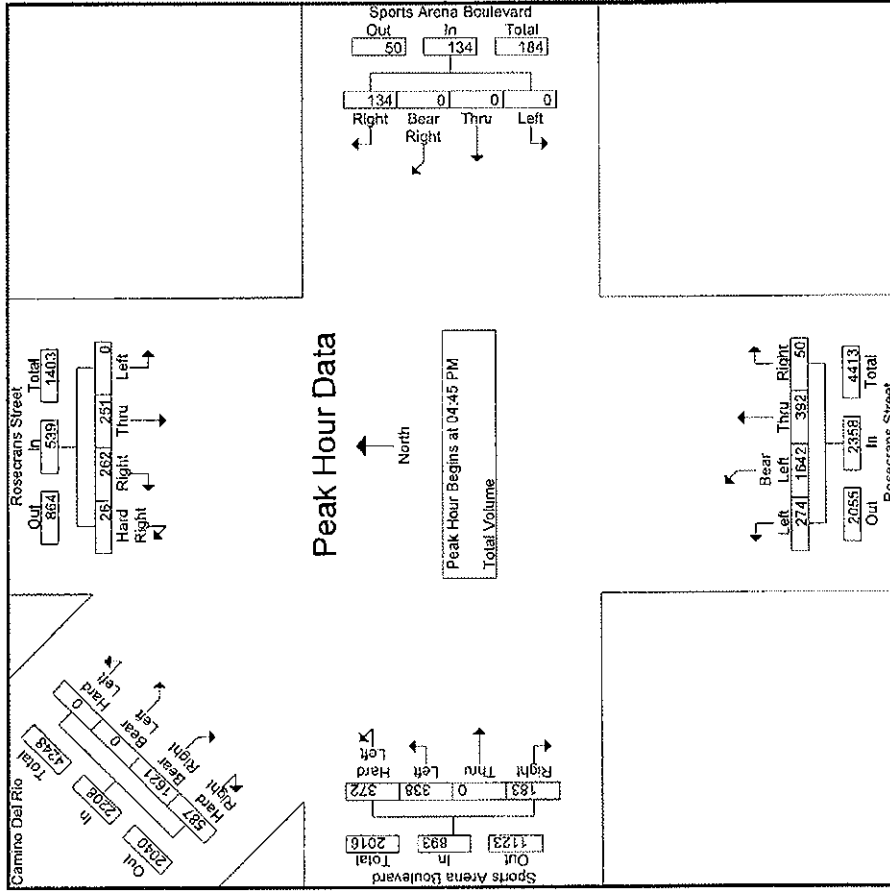 Sports Arena Boulevard
Out In Total
50 134 184
134 0 0 0
Right Bear Right Thru Left
Rosecrans Street
Out In Total
864 539 1403
26 262 251 0
Hard Right Right Thru Left
Peak Hour Data
North
Peak Hour Begins at 04:45 PM
Total Volume
Left Bear Left Thru Right
274 1642 392 50
2055 2358 4413
Out In Total
Rosecrans Street
Camino Del Rio
Out In Total
2040 2208 4248
587 1621 0 0
Hard Right Bear Right Bear Left Hard Left
Hard Left Left Thru Right
372 338 0 183
2016 893 1123
Total In Out
Sports Arena Boulevard